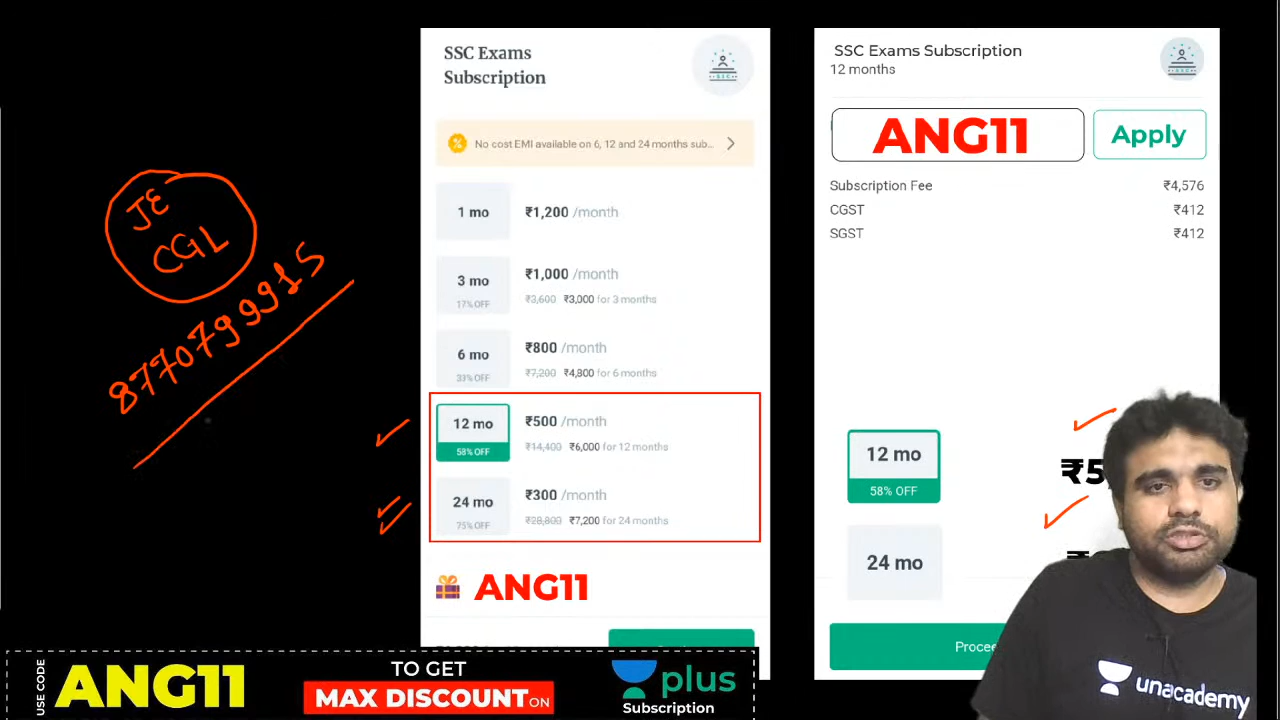 JE
CGL
8770799915
SSC Exams
Subscription
No cost EMI available on 6, 12 and 24 months sub...
1 mo
₹1,200 /month
3 mo
17% OFF
₹1,000 /month
₹3,600 ₹3,000 for 3 months
6 mo
33% OFF
₹800 /month
₹7,200 ₹4,800 for 6 months
12 mo
58% OFF
₹500 /month
₹14,400 ₹6,000 for 12 months
24 mo
75% OFF
₹300 /month
₹28,800 ₹7,200 for 24 months
ANG11
SSC Exams Subscription
12 months
ANG11
Apply
Subscription Fee ₹4,576
CGST ₹412
SGST ₹412
12 mo
58% OFF
₹5
24 mo
Procee
unacademy
USE CODE
ANG11
TO GET
MAX DISCOUNT ON
plus
Subscription